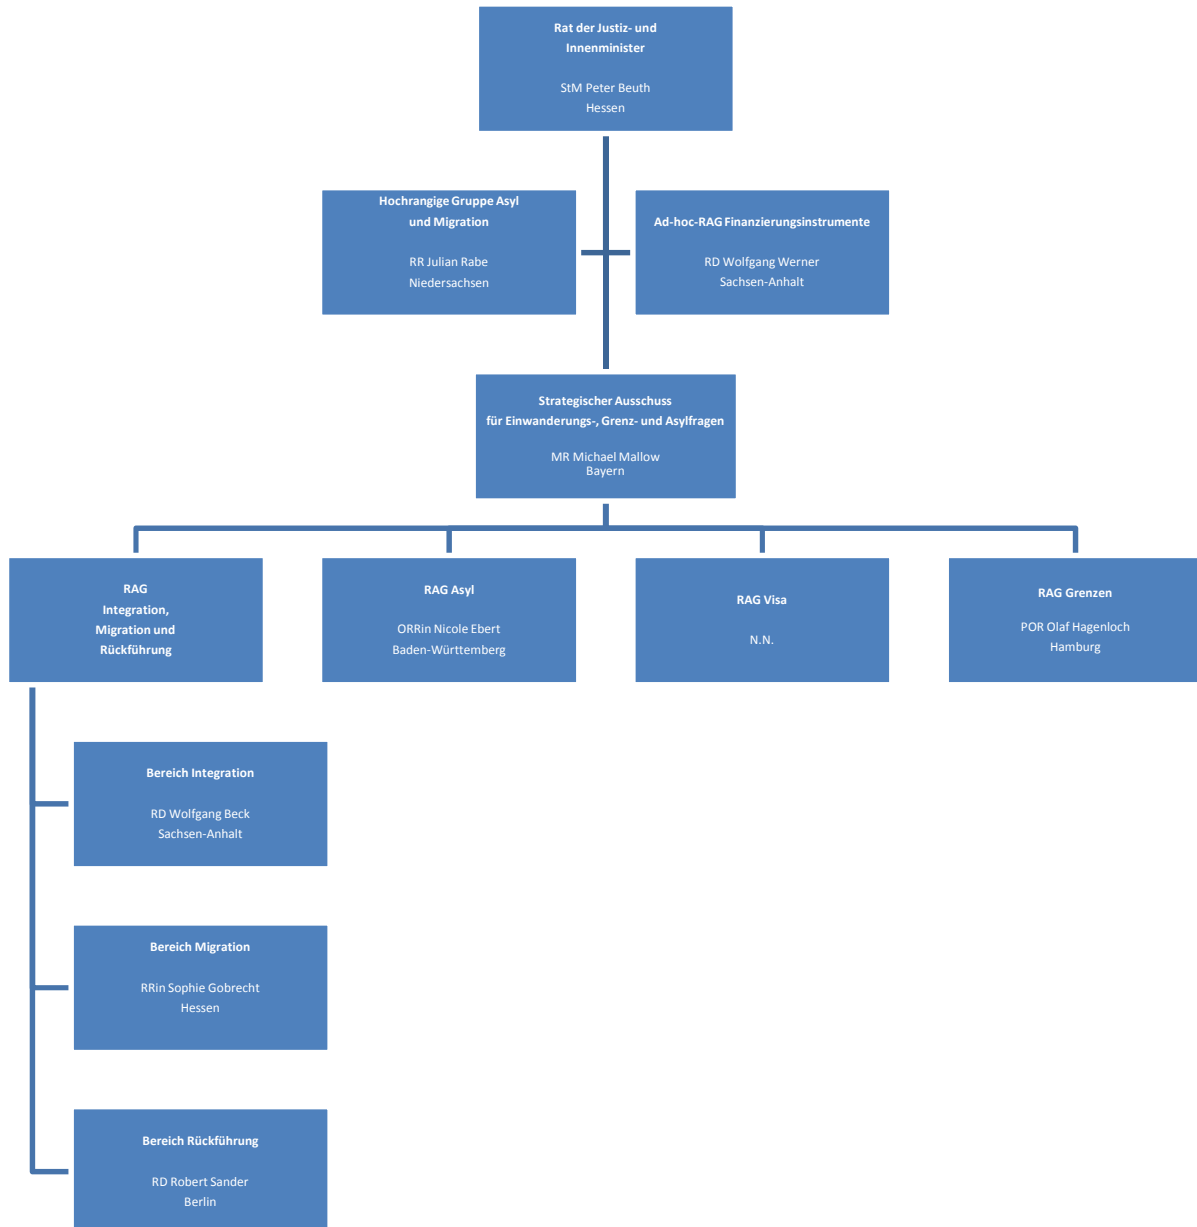 Rat der Justiz- und
Innenminister
StM Peter Beuth
Hessen
Hochrangige Gruppe Asyl
und Migration
RR Julian Rabe
Niedersachsen
Ad-hoc-RAG Finanzierungsinstrumente
RD Wolfgang Werner
Sachsen-Anhalt
Strategischer Ausschuss
für Einwanderungs-, Grenz- und Asylfragen
MR Michael Mallow
Bayern
RAG
Integration,
Migration und
Rückführung
RAG Asyl
ORRin Nicole Ebert
Baden-Württemberg
RAG Visa
N.N.
RAG Grenzen
POR Olaf Hagenloch
Hamburg
Bereich Integration
RD Wolfgang Beck
Sachsen-Anhalt
Bereich Migration
RRin Sophie Gobrecht
Hessen
Bereich Rückführung
RD Robert Sander
Berlin